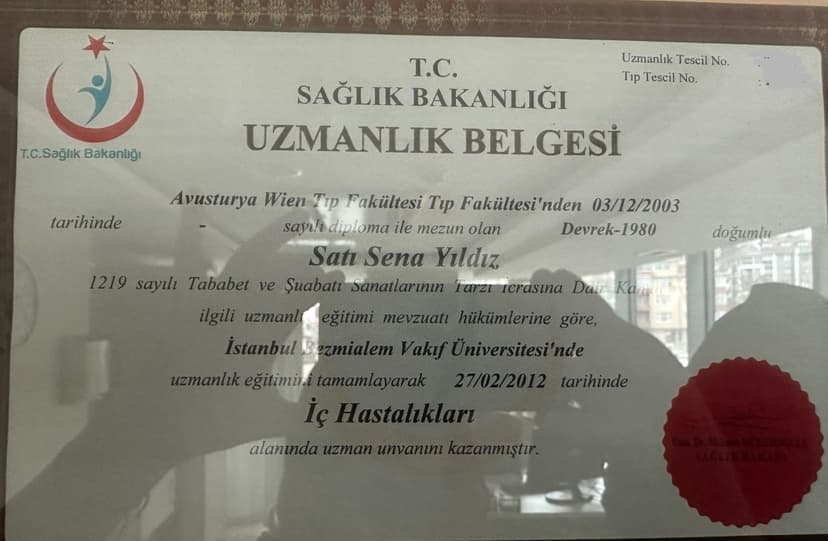 T.C.
SAĞLIK BAKANLIĞI
UZMANLIK BELGESİ
Uzmanlık Tescil No.
Tıp Tescil No.
T.C.Sağlık Bakanlığı
Avusturya Wien Tıp Fakültesi Tıp Fakültesi'nden 03/12/2003
tarihinde - sayılı diploma ile mezun olan Devrek-1980 doğumlu
Satı Sena Yıldız
1219 sayılı Tababet ve Şuabatı Sanatlarının Tarzı İcrasına Dair
ilgili uzmanlık eğitimi mevzuatı hükümlerine göre,
İstanbul Bezmialem Vakıf Üniversitesi'nde
uzmanlık eğitimini tamamlayarak 27/02/2012 tarihinde
İç Hastalıkları
alanında uzman unvanını kazanmıştır.
SAĞLIK BAKANI